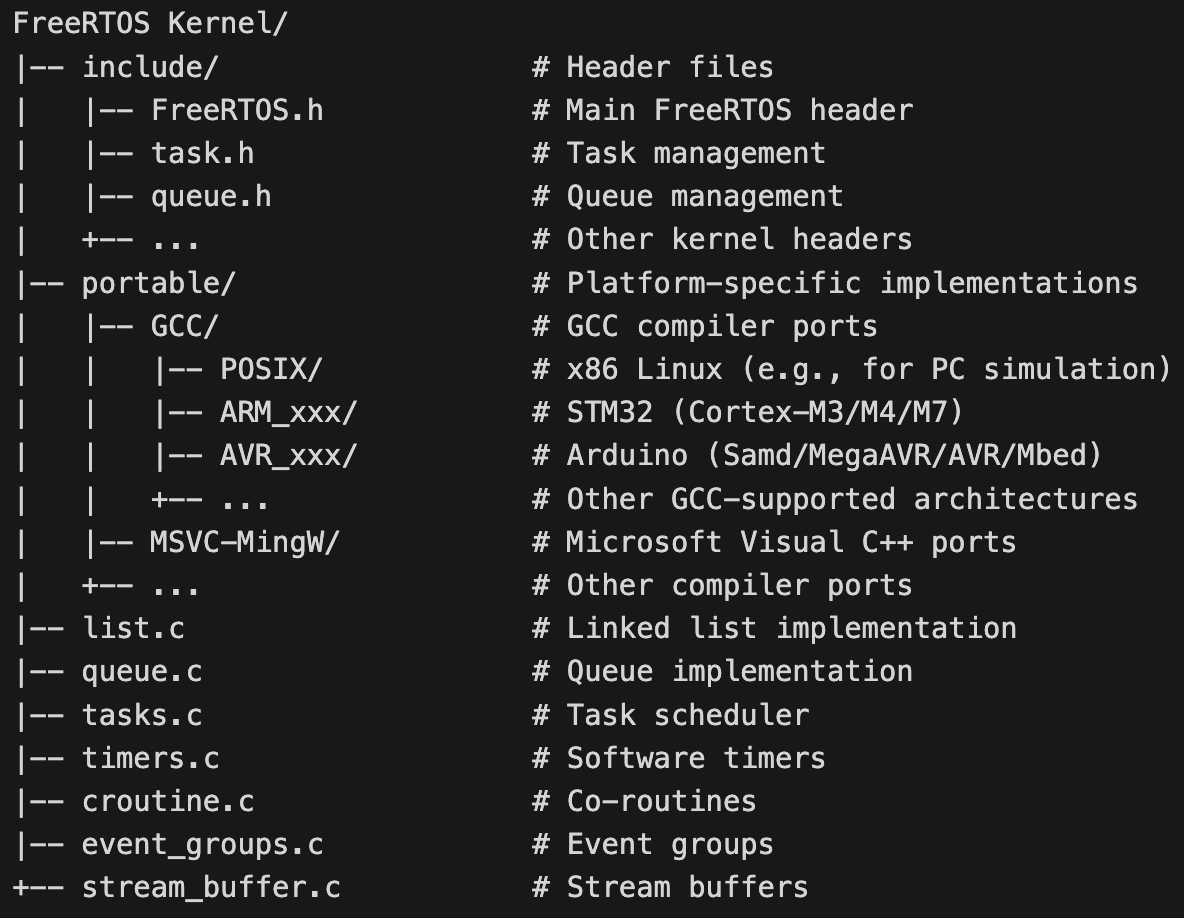 FreeRTOS Kernel/
|-- include/                  # Header files
|   |-- FreeRTOS.h            # Main FreeRTOS header
|   |-- task.h                # Task management
|   |-- queue.h               # Queue management
|   +-- ...                   # Other kernel headers
|-- portable/                 # Platform-specific implementations
|   |-- GCC/                  # GCC compiler ports
|   |   |-- POSIX/            # x86 Linux (e.g., for PC simulation)
|   |   |-- ARM_xxx/          # STM32 (Cortex-M3/M4/M7)
|   |   |-- AVR_xxx/          # Arduino (Samd/MegaAVR/AVR/Mbed)
|   |   +-- ...               # Other GCC-supported architectures
|   |-- MSVC-MingW/           # Microsoft Visual C++ ports
|   +-- ...                   # Other compiler ports
|-- list.c                    # Linked list implementation
|-- queue.c                   # Queue implementation
|-- tasks.c                   # Task scheduler
|-- timers.c                  # Software timers
|-- croutine.c                # Co-routines
|-- event_groups.c            # Event groups
+-- stream_buffer.c           # Stream buffers